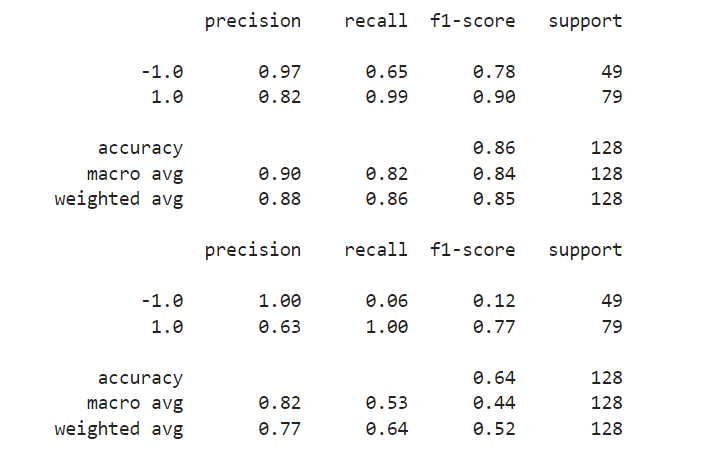 precision recall f1-score support
-1.0 0.97 0.65 0.78 49
1.0 0.82 0.99 0.90 79
accuracy 0.86 128
macro avg 0.90 0.82 0.84 128
weighted avg 0.88 0.86 0.85 128
precision recall f1-score support
-1.0 1.00 0.06 0.12 49
1.0 0.63 1.00 0.77 79
accuracy 0.64 128
macro avg 0.82 0.53 0.44 128
weighted avg 0.77 0.64 0.52 128